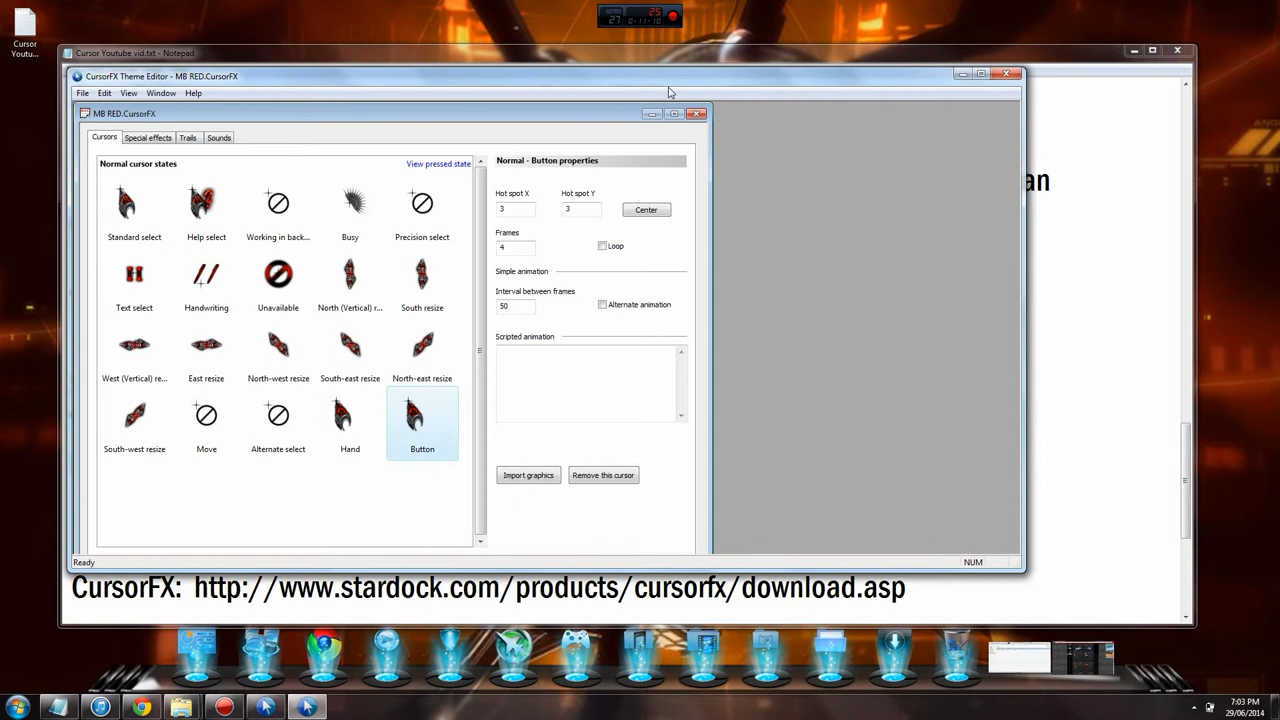 Cursor
Youtu...
AERO
27
25
0:11:10
Cursor Youtube vid.txt - Notepad
CursorFX Theme Editor - MB RED.CursorFX
File Edit View Window Help
MB RED.CursorFX
Cursors Special effects Trails Sounds
Normal cursor states View pressed state
Standard select Help select Working in back... Busy Precision select
Text select Handwriting Unavailable North (Vertical) r... South resize
West (Vertical) re... East resize North-west resize South-east resize North-east resize
South-west resize Move Alternate select Hand Button
Normal - Button properties
Hot spot X Hot spot Y
3 3 Center
Frames
4 Loop
Simple animation
Interval between frames
50 Alternate animation
Scripted animation
Import graphics Remove this cursor
Ready NUM
an
CursorFX: http://www.stardock.com/products/cursorfx/download.asp
7:03 PM
29/06/2014